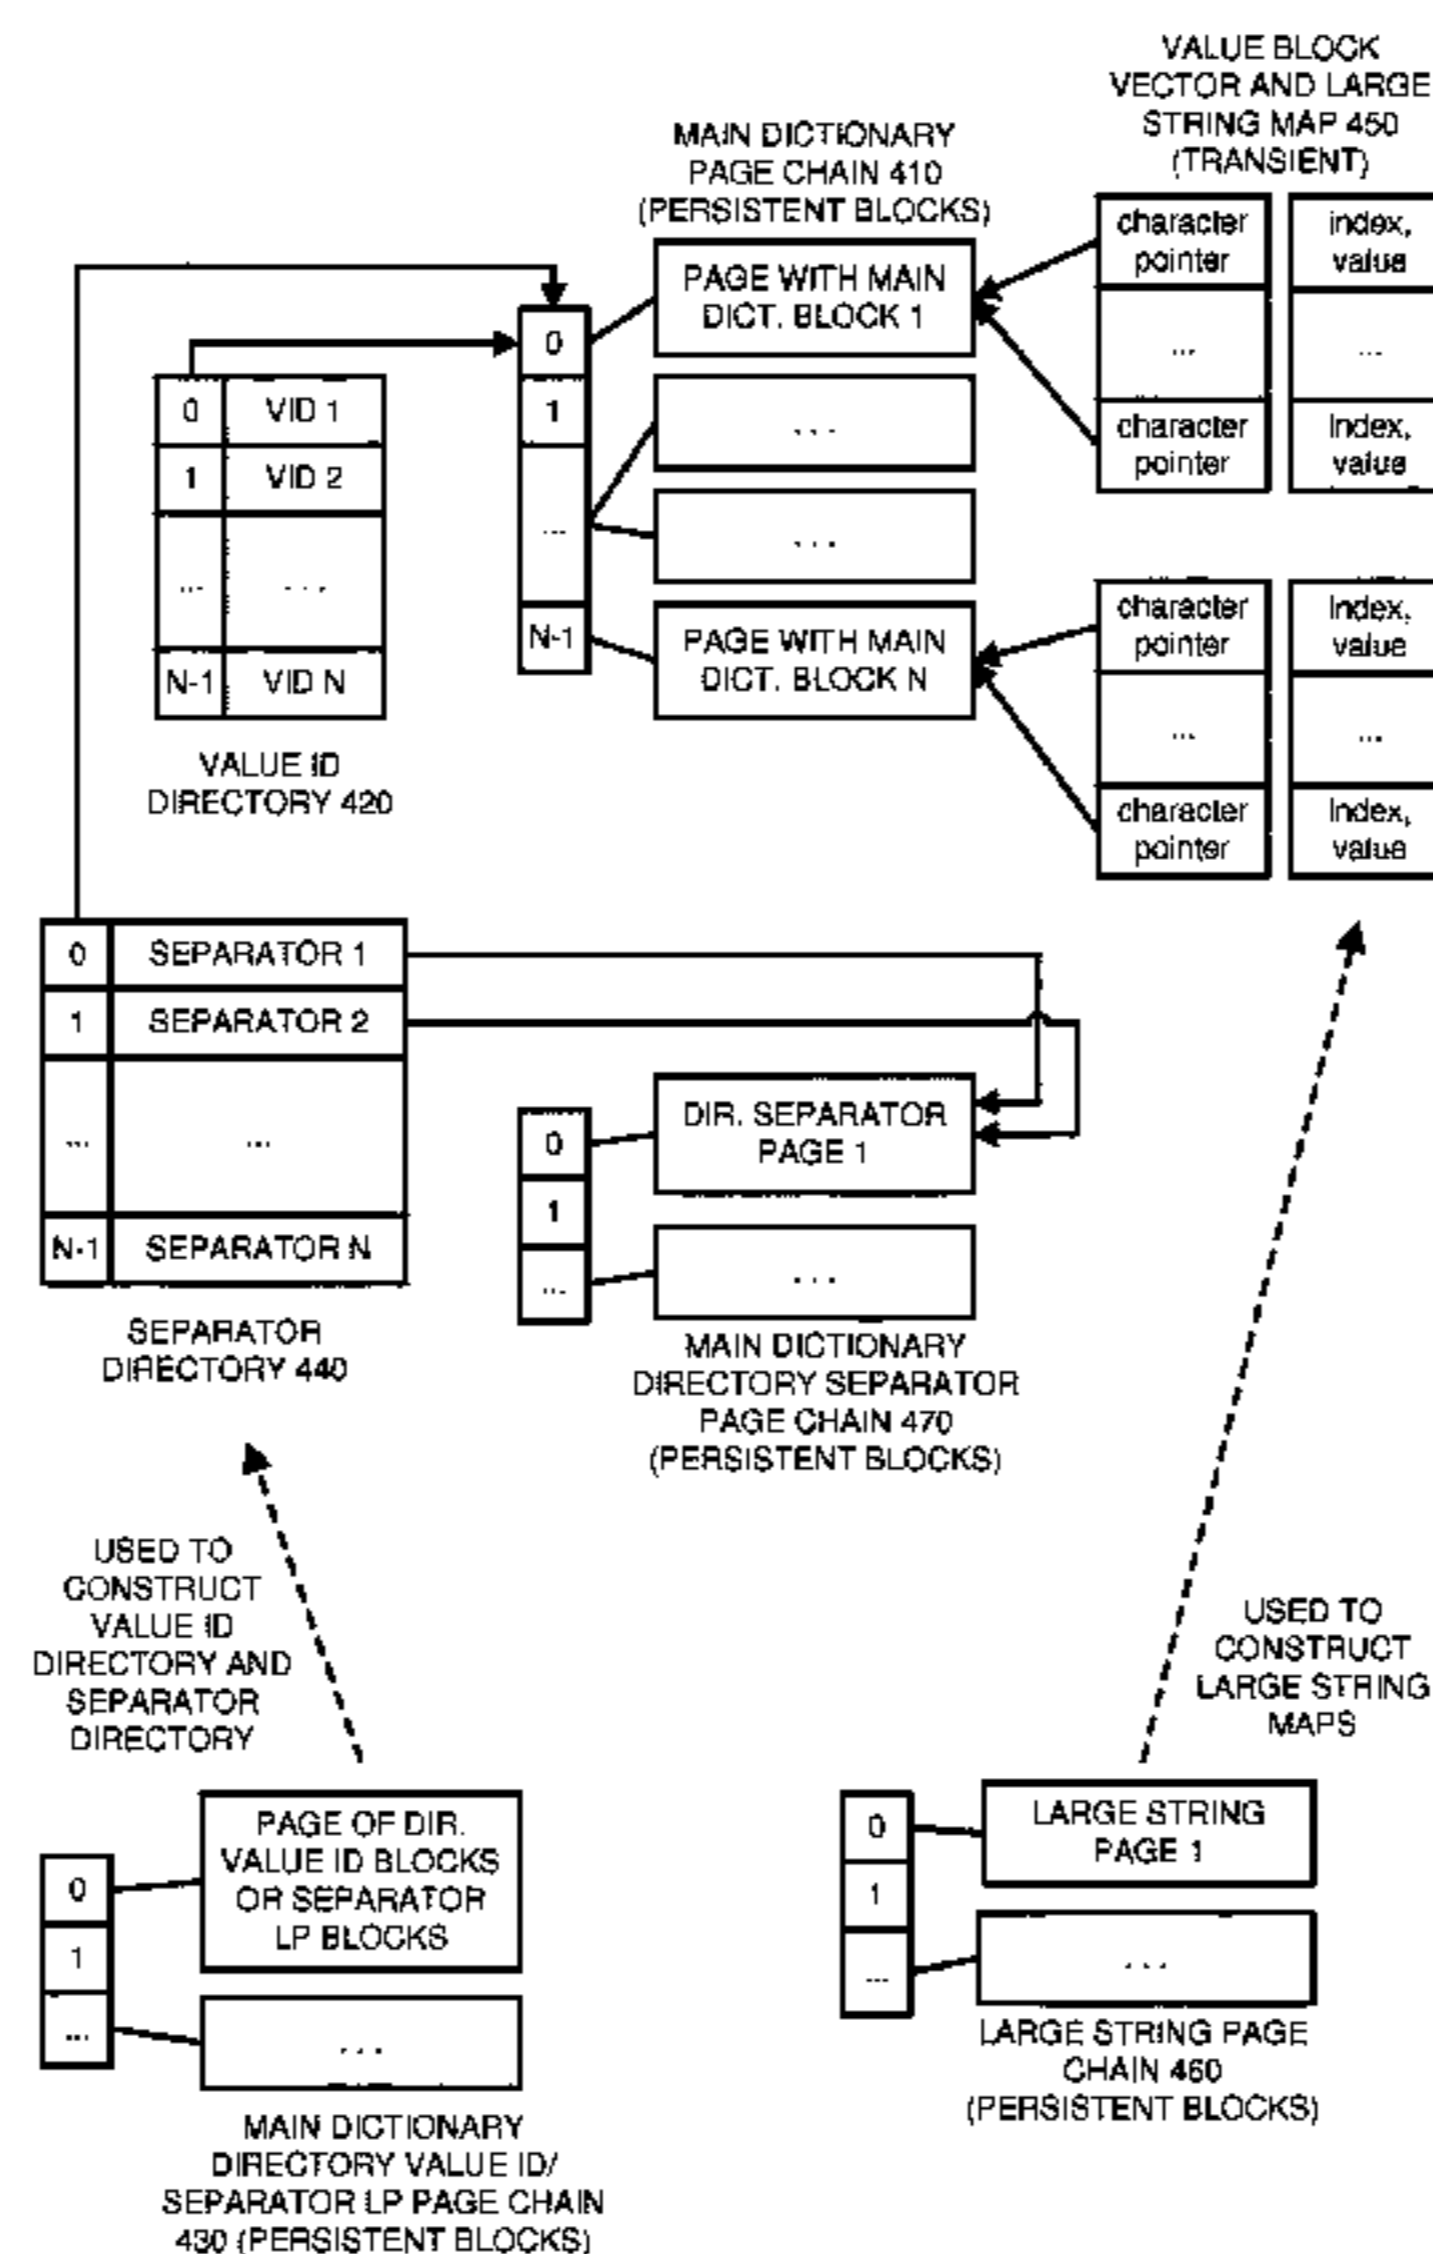 VALUE BLOCK
VECTOR AND LARGE
STRING MAP 450
(TRANSIENT)
MAIN DICTIONARY
PAGE CHAIN 410
(PERSISTENT BLOCKS)
character
pointer
index,
value
...
...
character
pointer
index,
value
PAGE WITH MAIN
DICT. BLOCK 1
. . .
. . .
PAGE WITH MAIN
DICT. BLOCK N
0
1
...
N-1
0
VID 1
1
VID 2
...
. . .
N-1
VID N
VALUE ID
DIRECTORY 420
character
pointer
index,
value
...
...
character
pointer
index,
value
0
SEPARATOR 1
1
SEPARATOR 2
...
...
N-1
SEPARATOR N
SEPARATOR
DIRECTORY 440
0
1
...
DIR. SEPARATOR
PAGE 1
. . .
MAIN DICTIONARY
DIRECTORY SEPARATOR
PAGE CHAIN 470
(PERSISTENT BLOCKS)
USED TO
CONSTRUCT
VALUE ID
DIRECTORY AND
SEPARATOR
DIRECTORY
USED TO
CONSTRUCT
LARGE STRING
MAPS
0
1
...
PAGE OF DIR.
VALUE ID BLOCKS
OR SEPARATOR
LP BLOCKS
. . .
MAIN DICTIONARY
DIRECTORY VALUE ID/
SEPARATOR LP PAGE CHAIN
430 (PERSISTENT BLOCKS)
0
1
...
LARGE STRING
PAGE 1
. . .
LARGE STRING PAGE
CHAIN 460
(PERSISTENT BLOCKS)